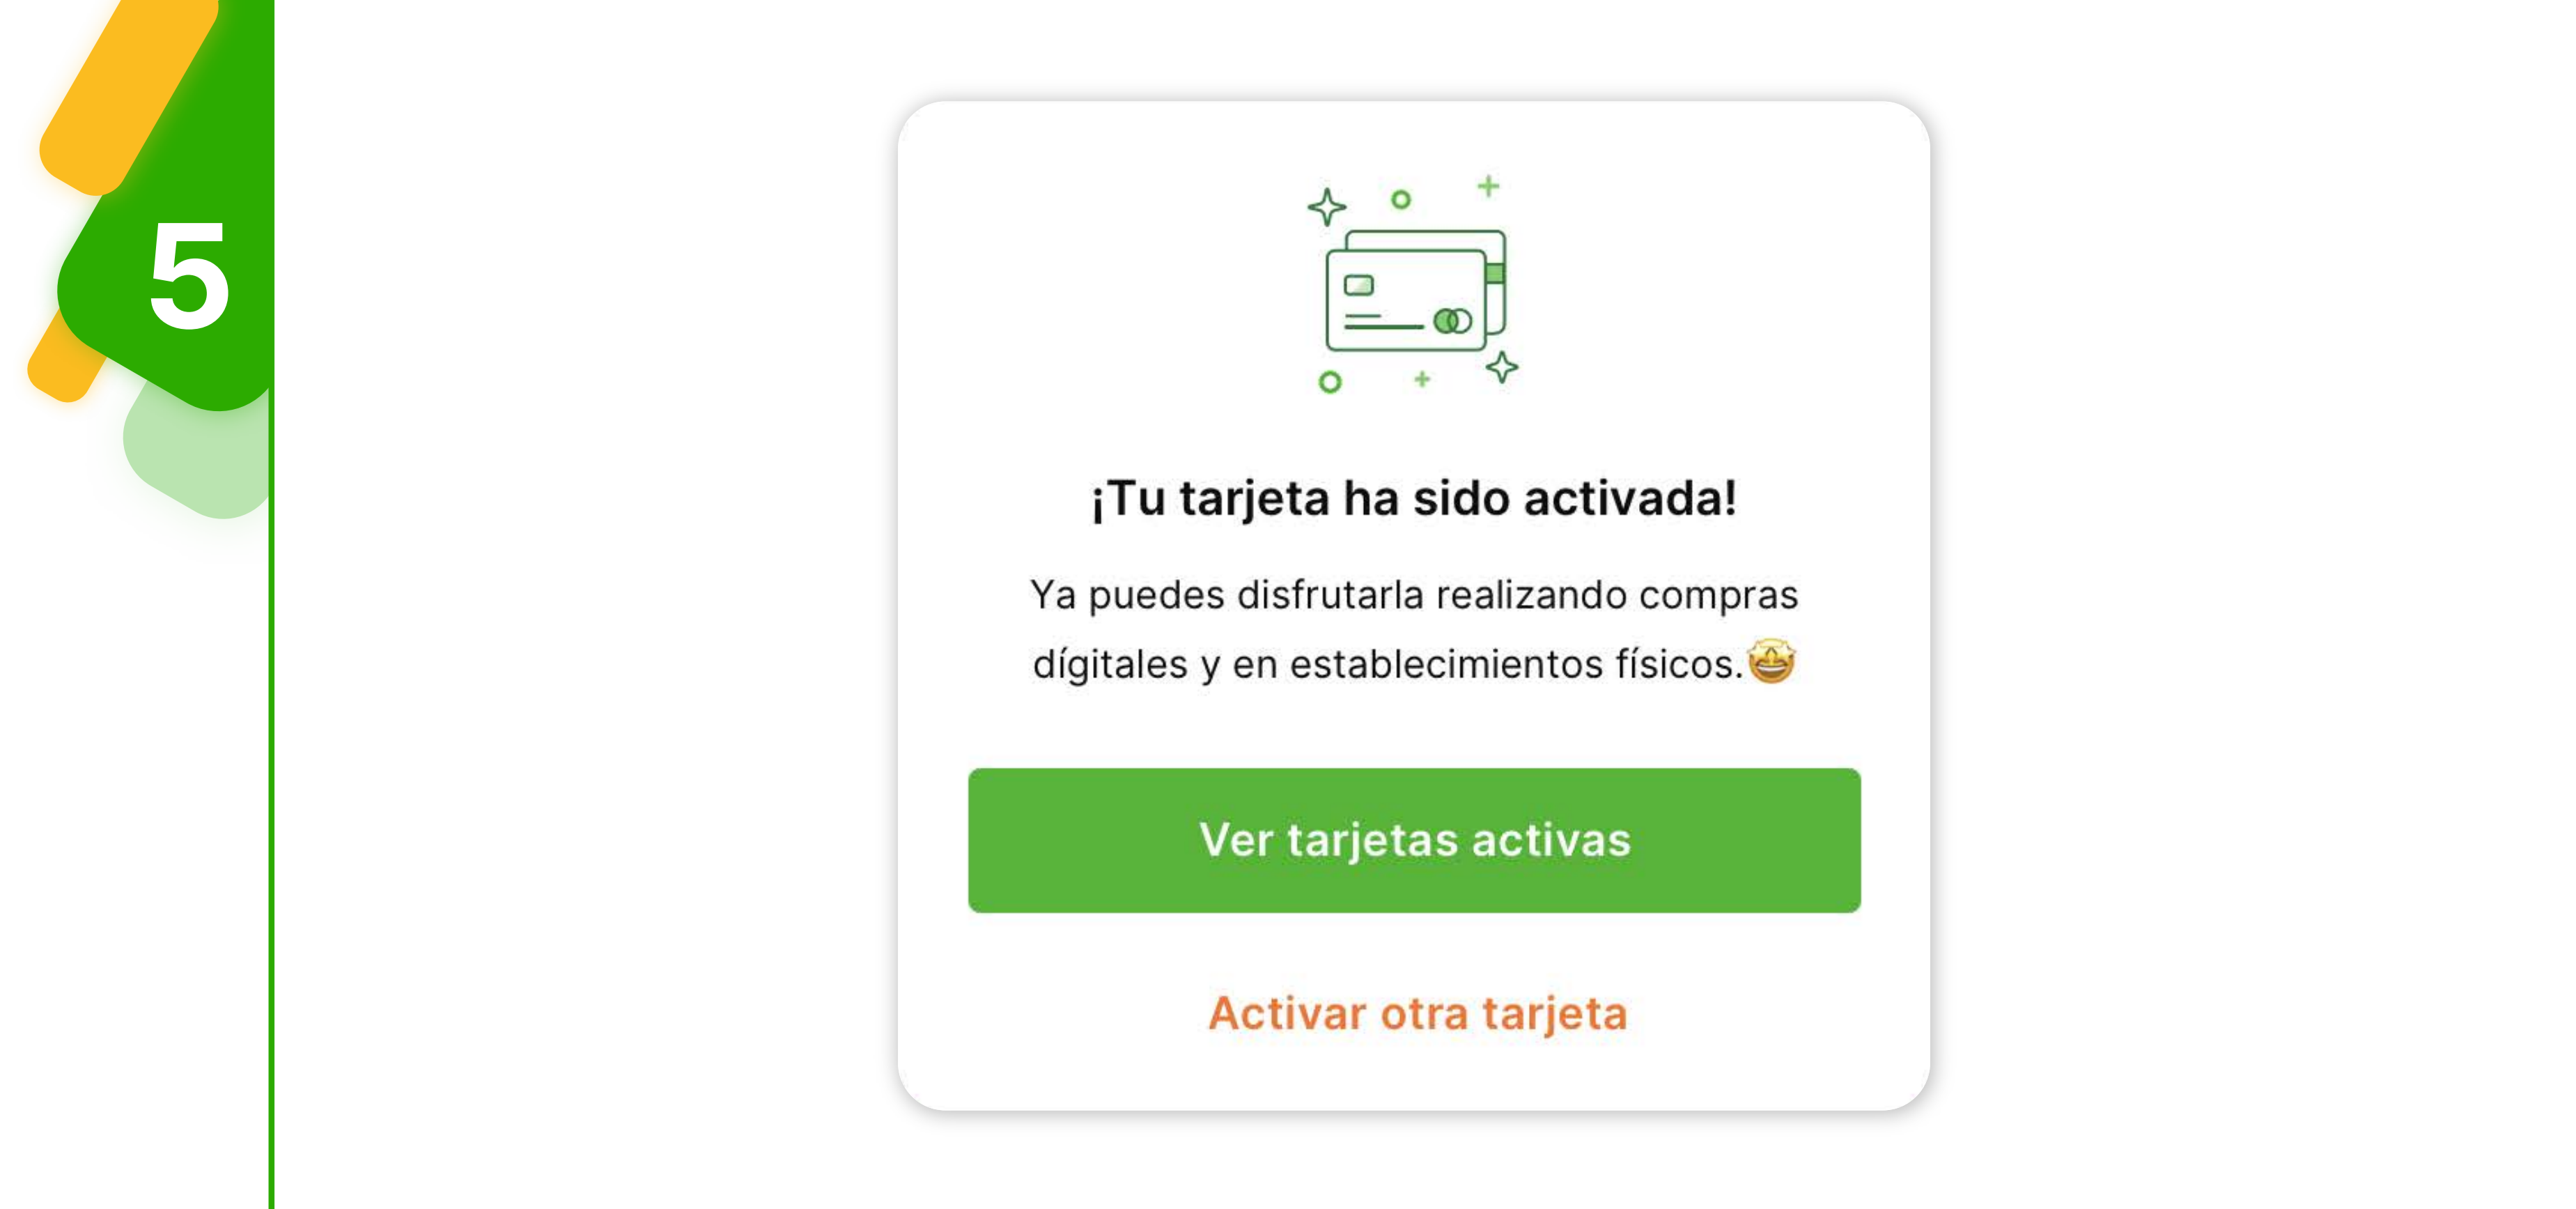 5
¡Tu tarjeta ha sido activada!
Ya puedes disfrutarla realizando compras
dígitales y en establecimientos físicos.🤩
Ver tarjetas activas
Activar otra tarjeta